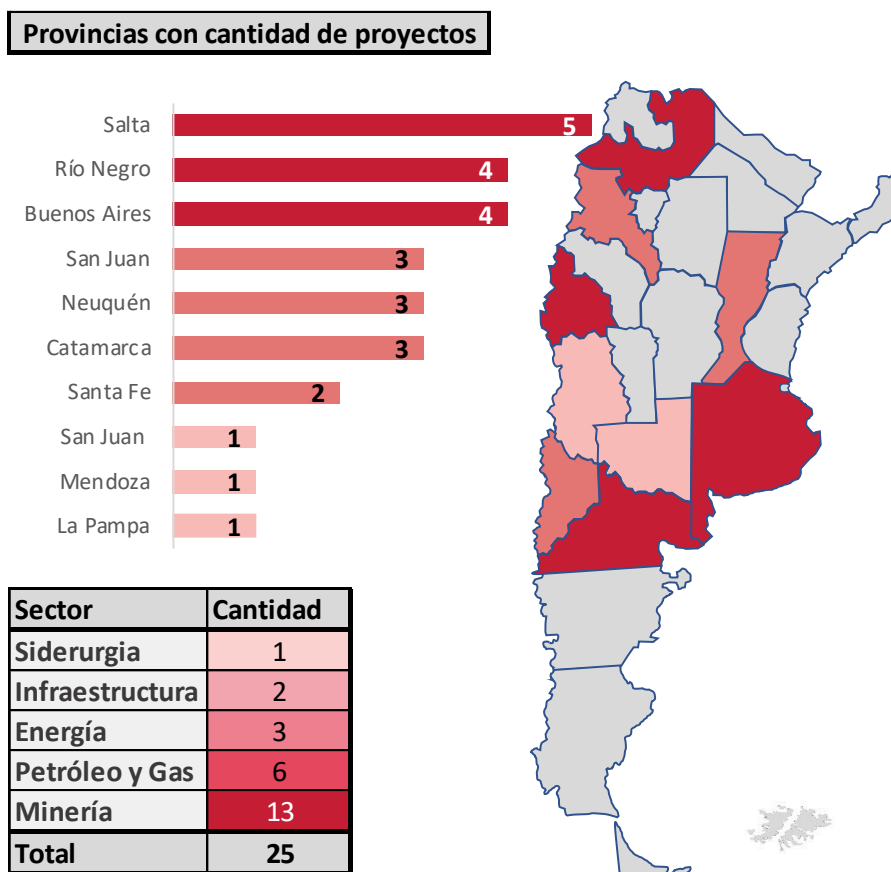 Provincias con cantidad de proyectos
Salta 5
Río Negro 4
Buenos Aires 4
San Juan 3
Neuquén 3
Catamarca 3
Santa Fe 2
San Juan 1
Mendoza 1
La Pampa 1
Sector Cantidad
Siderurgia 1
Infraestructura 2
Energía 3
Petróleo y Gas 6
Minería 13
Total 25